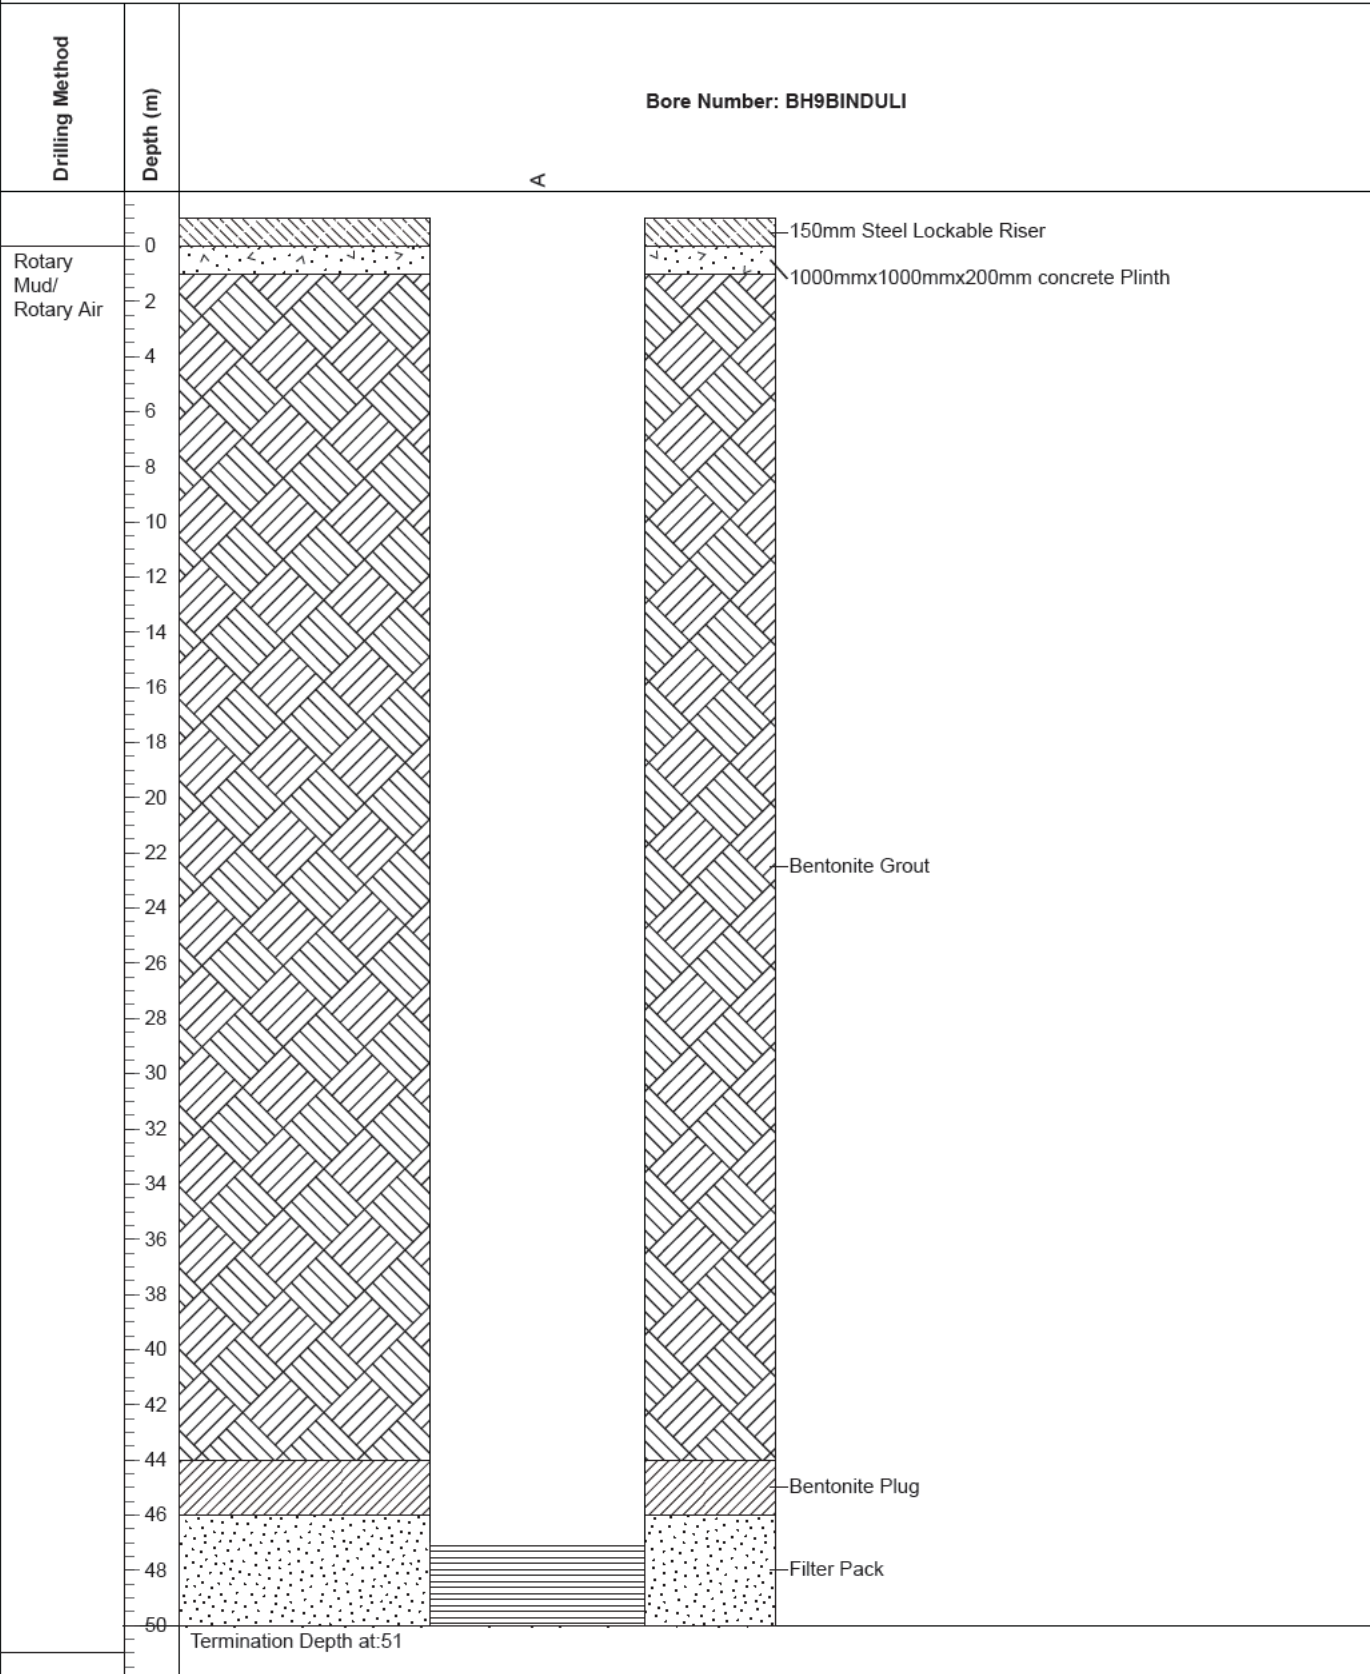 Drilling Method
Depth (m)
Bore Number: BH9BINDULI
A
150mm Steel Lockable Riser
0
Rotary
Mud/
Rotary Air
1000mmx1000mmx200mm concrete Plinth
2
4
6
8
10
12
14
16
18
20
22
Bentonite Grout
24
26
28
30
32
34
36
38
40
42
44
Bentonite Plug
46
48
Filter Pack
50
Termination Depth at:51